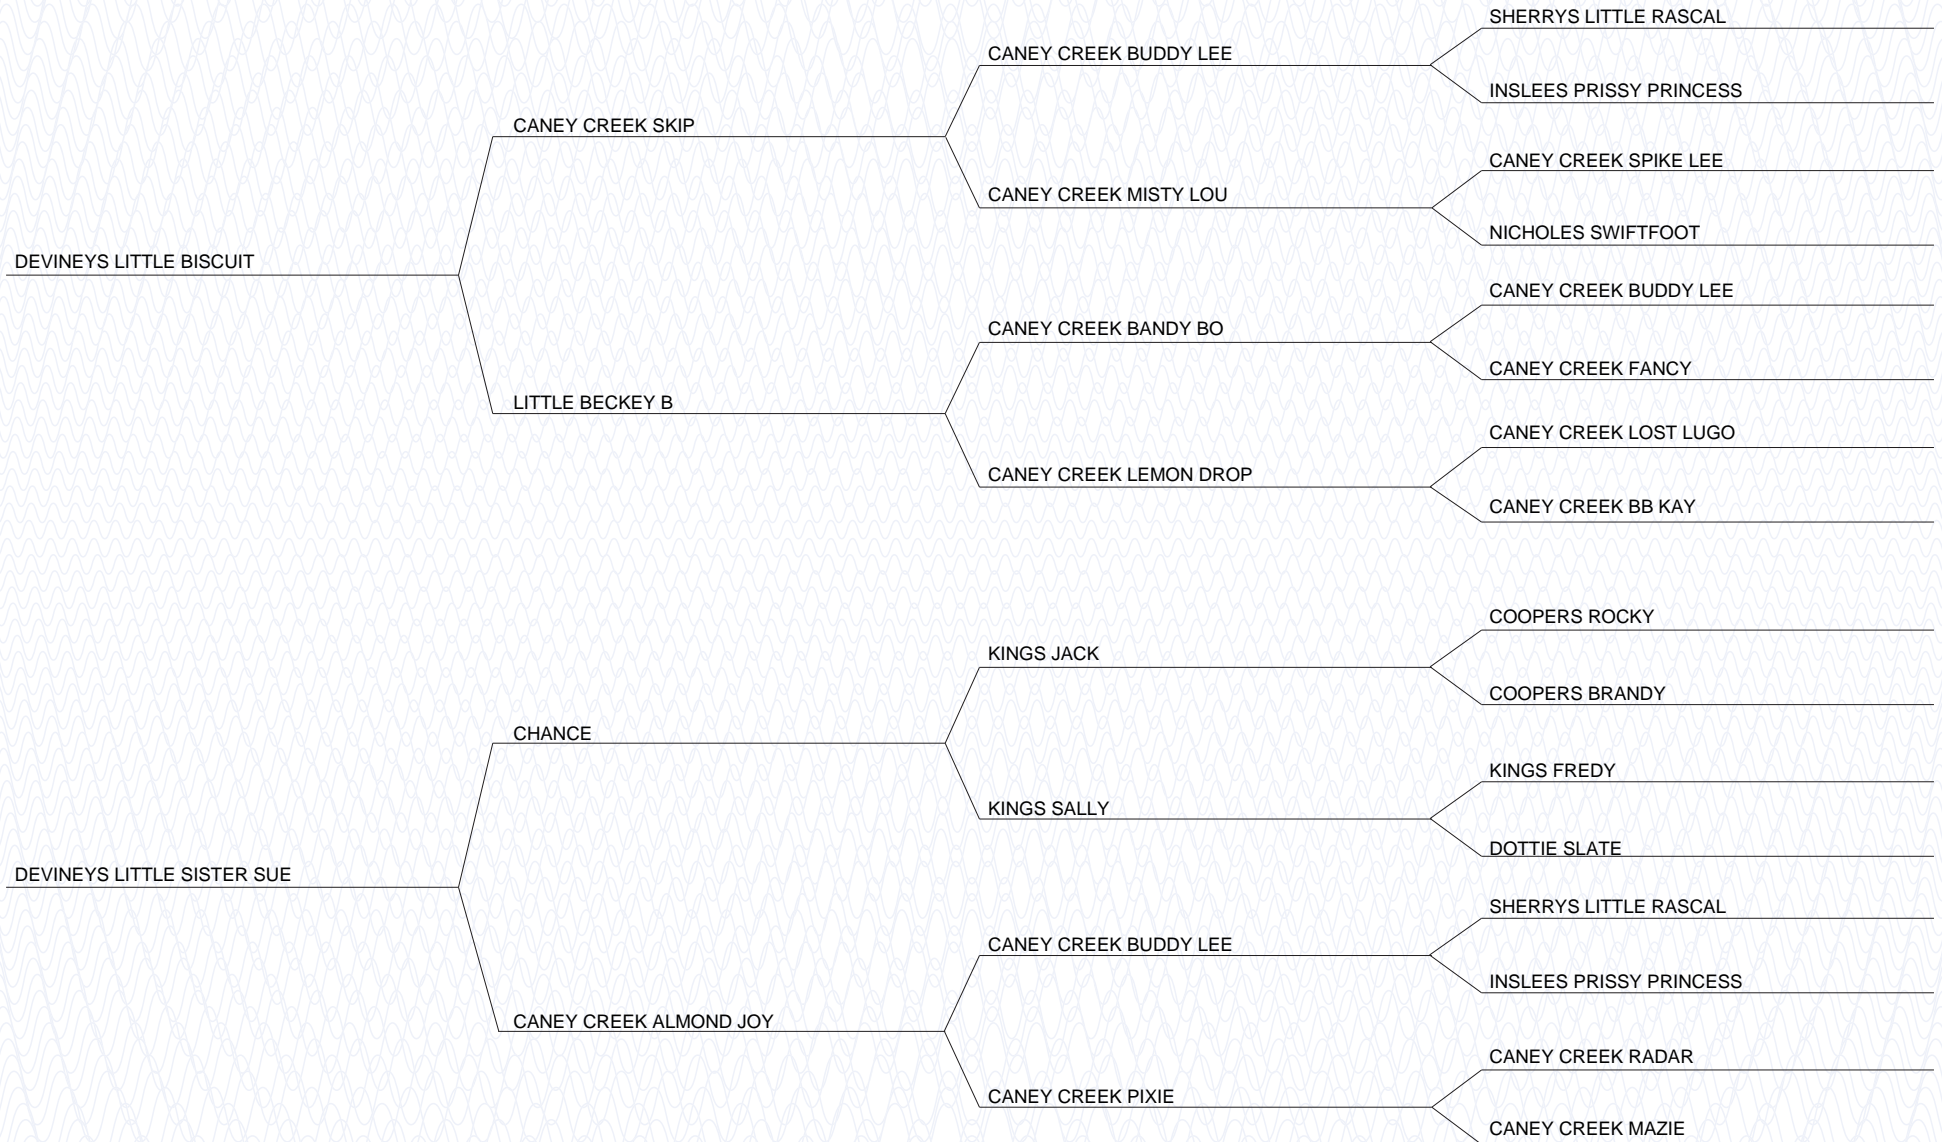 SHERRYS LITTLE RASCAL
CANEY CREEK BUDDY LEE
INSLEES PRISSY PRINCESS
CANEY CREEK SKIP
CANEY CREEK SPIKE LEE
CANEY CREEK MISTY LOU
NICHOLES SWIFTFOOT
DEVINEYS LITTLE BISCUIT
CANEY CREEK BUDDY LEE
CANEY CREEK BANDY BO
CANEY CREEK FANCY
LITTLE BECKEY B
CANEY CREEK LOST LUGO
CANEY CREEK LEMON DROP
CANEY CREEK BB KAY
COOPERS ROCKY
KINGS JACK
COOPERS BRANDY
CHANCE
KINGS FREDY
KINGS SALLY
DOTTIE SLATE
DEVINEYS LITTLE SISTER SUE
SHERRYS LITTLE RASCAL
CANEY CREEK BUDDY LEE
INSLEES PRISSY PRINCESS
CANEY CREEK ALMOND JOY
CANEY CREEK RADAR
CANEY CREEK PIXIE
CANEY CREEK MAZIE